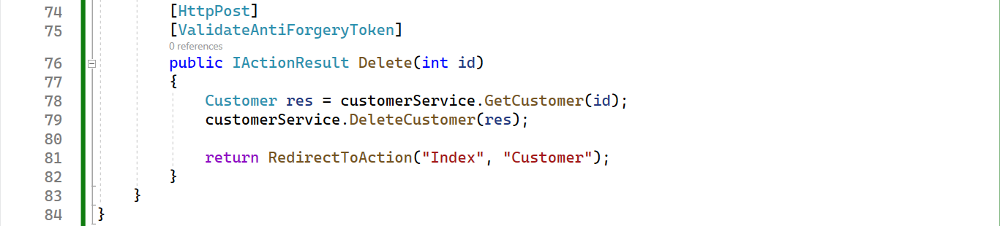 74 [HttpPost]
75 [ValidateAntiForgeryToken]
0 references
76 public IActionResult Delete(int id)
77 {
78 Customer res = customerService.GetCustomer(id);
79 customerService.DeleteCustomer(res);
80
81 return RedirectToAction("Index", "Customer");
82 }
83 }
84 }